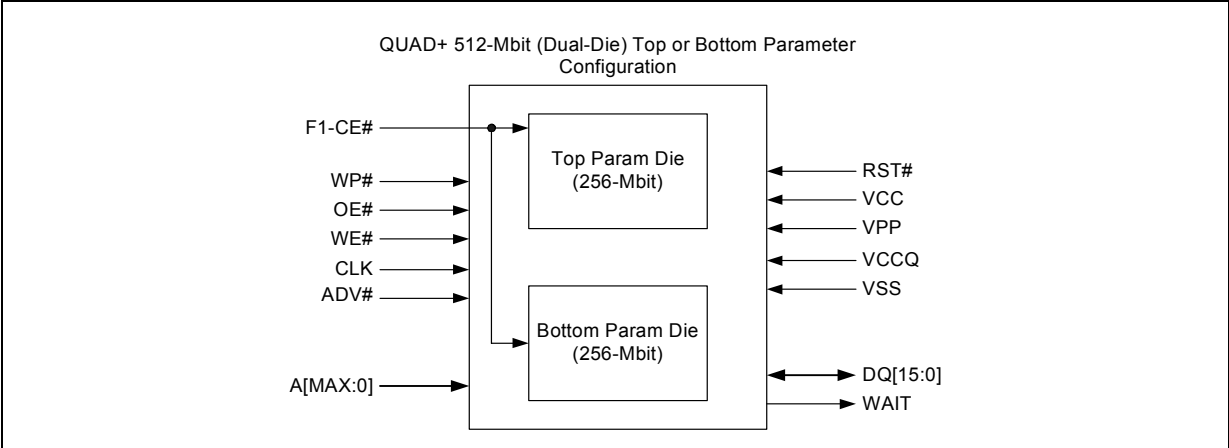 QUAD+ 512-Mbit (Dual-Die) Top or Bottom Parameter
Configuration
F1-CE#
WP#
OE#
WE#
CLK
ADV#
A[MAX:0]
Top Param Die
(256-Mbit)
Bottom Param Die
(256-Mbit)
RST#
VCC
VPP
VCCQ
VSS
DQ[15:0]
WAIT